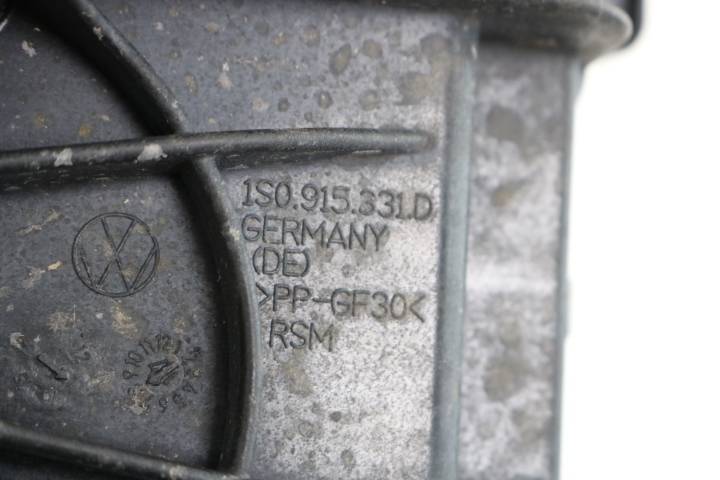 1S0.915.331.D
GERMANY
(DE)
>PP-GF30<
RSM